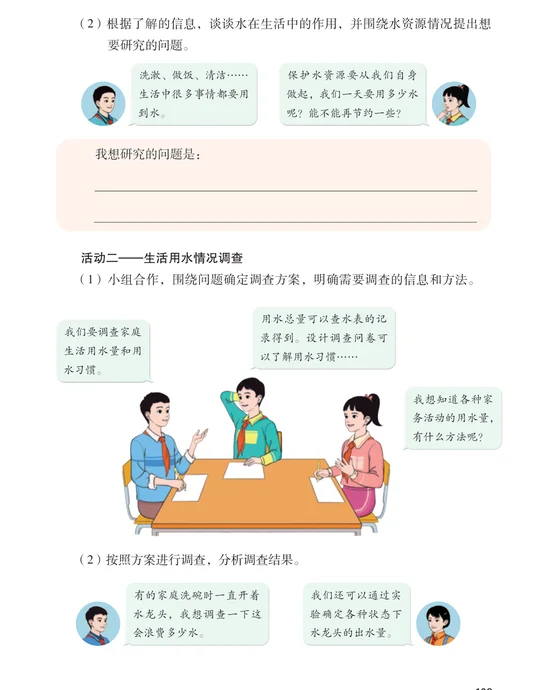 （2）根据了解的信息，谈谈水在生活中的作用，并围绕水资源情况提出想
要研究的问题。
洗漱、做饭、清洁……
生活中很多事情都要用
到水。
保护水资源要从我们自身
做起，我们一天要用多少水
呢？能不能再节约一些？
我想研究的问题是：
活动二——生活用水情况调查
（1）小组合作，围绕问题确定调查方案，明确需要调查的信息和方法。
我们要调查家庭
生活用水量和用
水习惯。
用水总量可以查水表的记
录得到。设计调查问卷可
以了解用水习惯……
我想知道各种家
务活动的用水量，
有什么方法呢？
（2）按照方案进行调查，分析调查结果。
有的家庭洗碗时一直开着
水龙头，我想调查一下这
会浪费多少水。
我们还可以通过实
验确定各种状态下
水龙头的出水量。